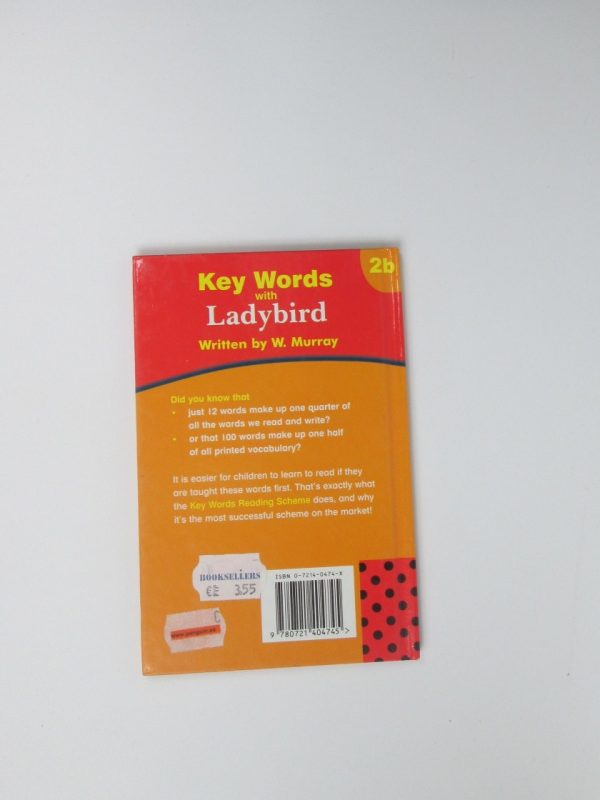 2b
Key Words
with
Ladybird
Written by W. Murray
Did you know that
• just 12 words make up one quarter of
all the words we read and write?
• or that 100 words make up one half
of all printed vocabulary?
It is easier for children to learn to read if they
are taught these words first. That's exactly what
the Key Words Reading Scheme does, and why
it's the most successful scheme on the market!
BOOKSELLERS
3.55
ISBN 0-7214-0474-X
9 780721 404745 >